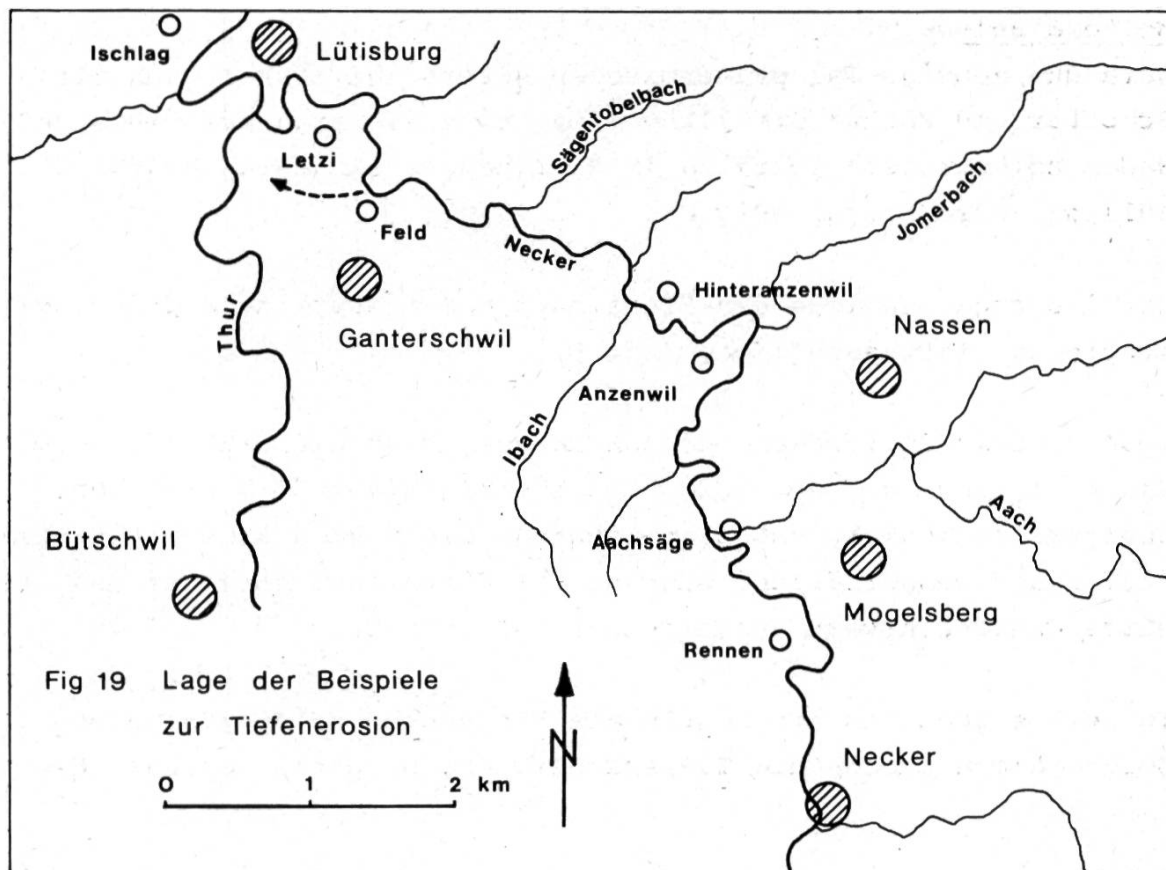 Ischlag
Lütisburg
Sägentobelbach
Letzi
Jomerbach
Feld
Necker
Hinteranzenwil
Thur
Nassen
Ganterschwil
Anzenwil
Ibach
Aach
Bütschwil
Aachsäge
Mogelsberg
Rennen
Fig 19 Lage der Beispiele
zur Tiefenerosion
N
Necker
0 1 2 km